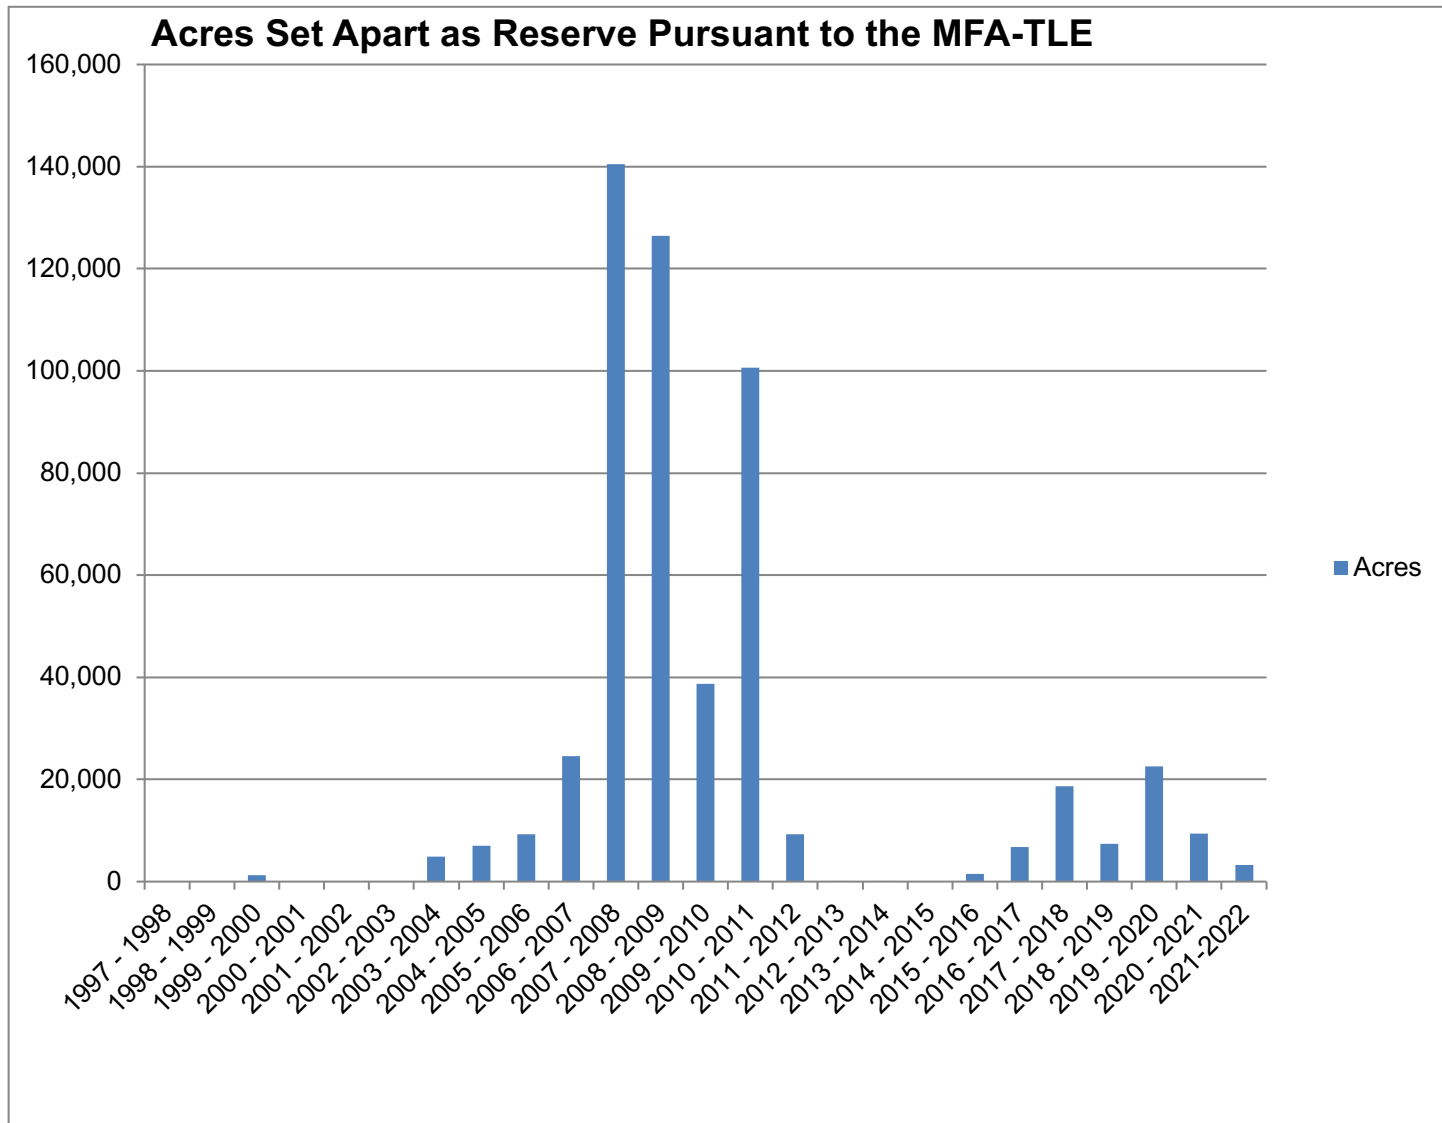 Acres Set Apart as Reserve Pursuant to the MFA-TLE
160,000
140,000
120,000
100,000
80,000
60,000
40,000
20,000
0
Acres
1997 - 1998
1998 - 1999
1999 - 2000
2000 - 2001
2001 - 2002
2002 - 2003
2003 - 2004
2004 - 2005
2005 - 2006
2006 - 2007
2007 - 2008
2008 - 2009
2009 - 2010
2010 - 2011
2011 - 2012
2012 - 2013
2013 - 2014
2014 - 2015
2015 - 2016
2016 - 2017
2017 - 2018
2018 - 2019
2019 - 2020
2020 - 2021
2021-2022